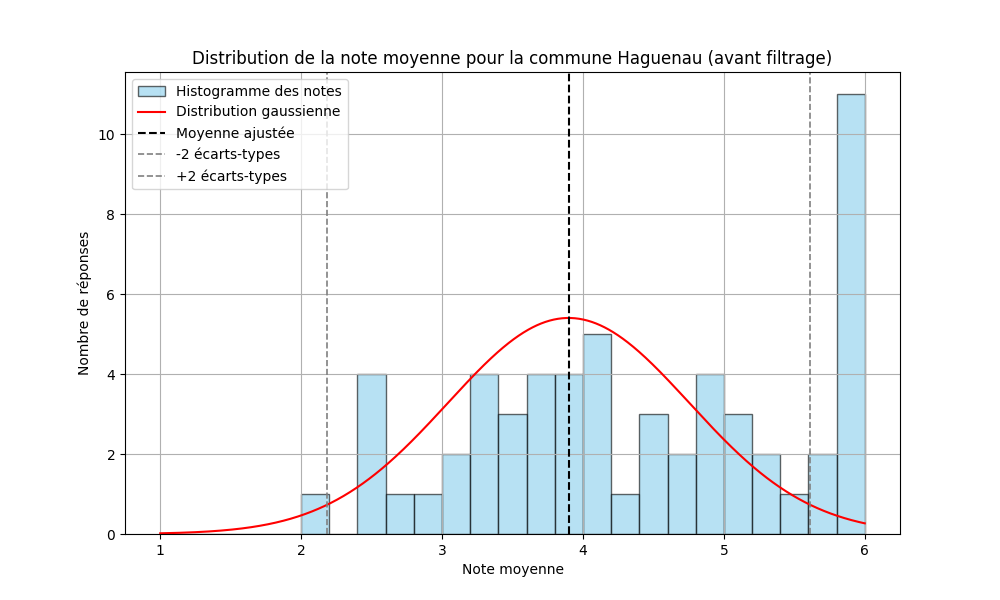 Distribution de la note moyenne pour la commune Haguenau (avant filtrage)
Histogramme des notes
Distribution gaussienne
Moyenne ajustée
-2 écarts-types
+2 écarts-types
Nombre de réponses
10
8
6
4
2
0
1 2 3 4 5 6
Note moyenne